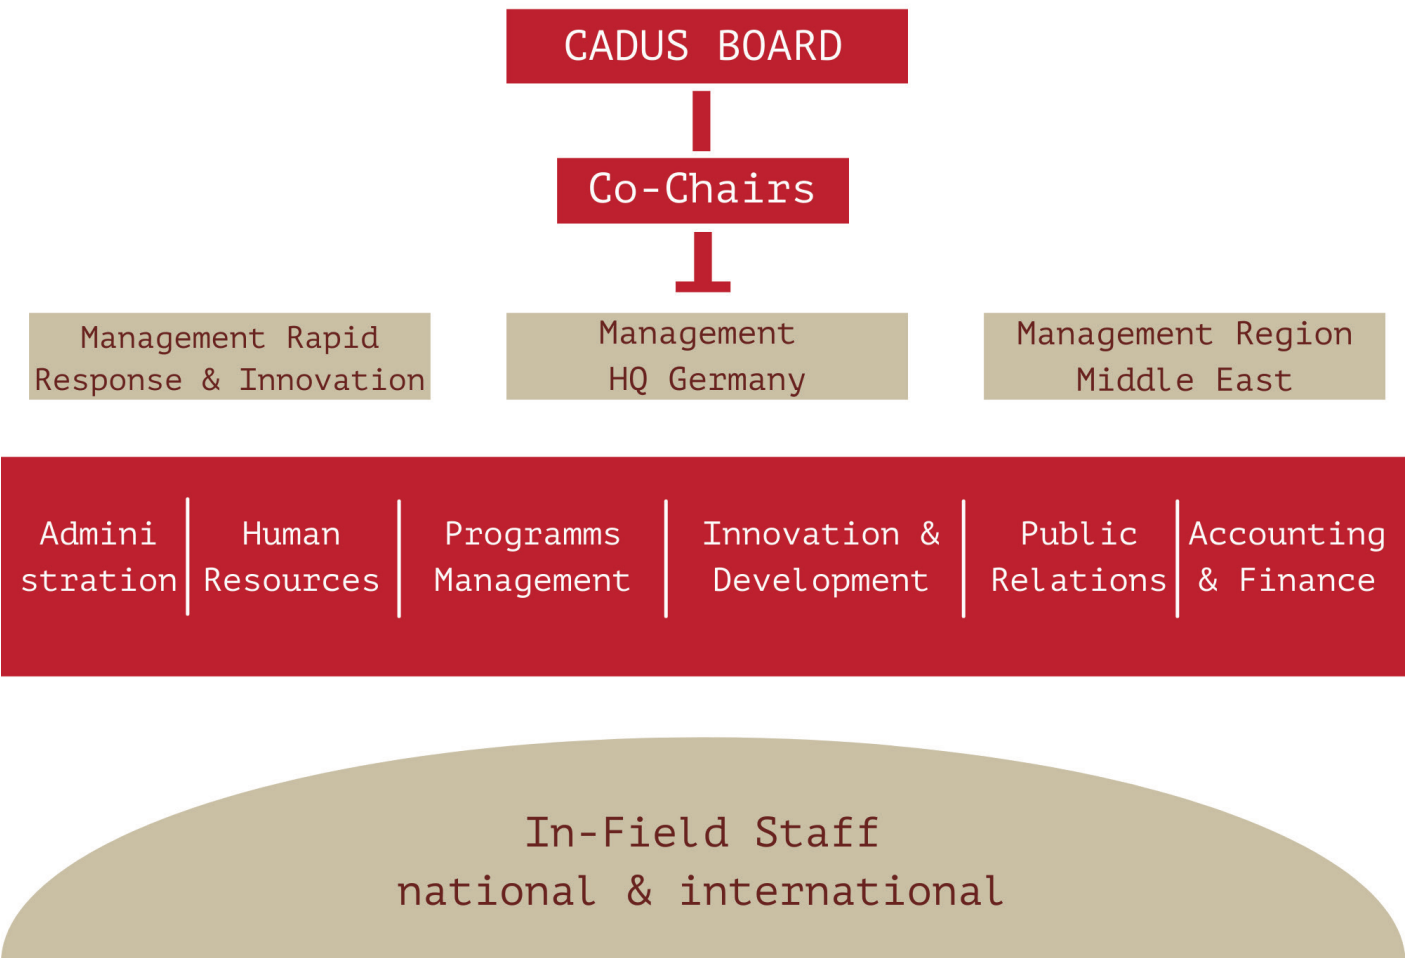 CADUS BOARD
Co-Chairs
Management Rapid
Response & Innovation
Management
HQ Germany
Management Region
Middle East
Admini
stration
Human
Resources
Programms
Management
Innovation &
Development
Public
Relations
Accounting
& Finance
In-Field Staff
national & international